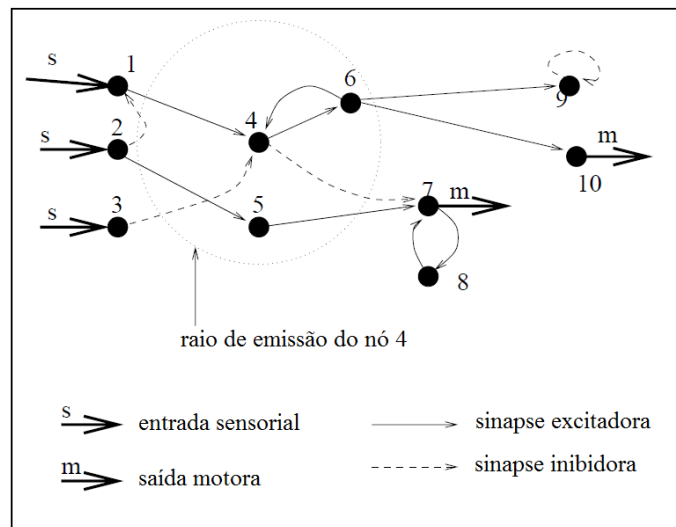 s
1
6
9
s
2
4
m
10
s
3
5
7
m
8
raio de emissão do nó 4
s
entrada sensorial
sinapse excitadora
m
saída motora
sinapse inibidora